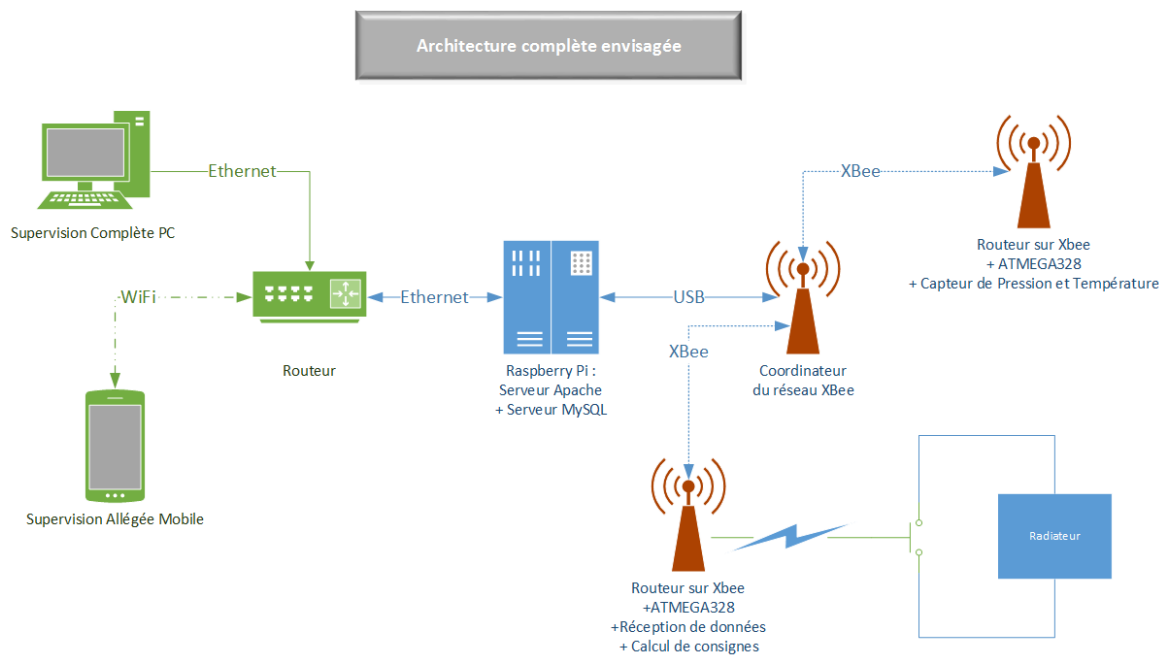 Architecture complète envisagée
Ethernet
Supervision Complète PC
WiFi
Routeur
Supervision Allégée Mobile
Ethernet
Raspberry Pi :
Serveur Apache
+ Serveur MySQL
USB
XBee
Routeur sur Xbee
+ ATMEGA328
+ Capteur de Pression et Température
Coordinateur
du réseau XBee
XBee
Routeur sur Xbee
+ATMEGA328
+Réception de données
+ Calcul de consignes
Radiateur